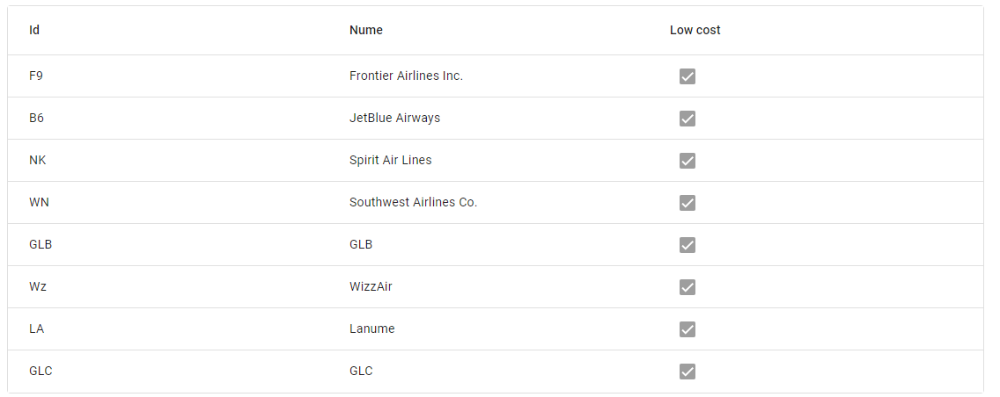 Id Nume Low cost
F9 Frontier Airlines Inc.
B6 JetBlue Airways
NK Spirit Air Lines
WN Southwest Airlines Co.
GLB GLB
Wz WizzAir
LA Lanume
GLC GLC